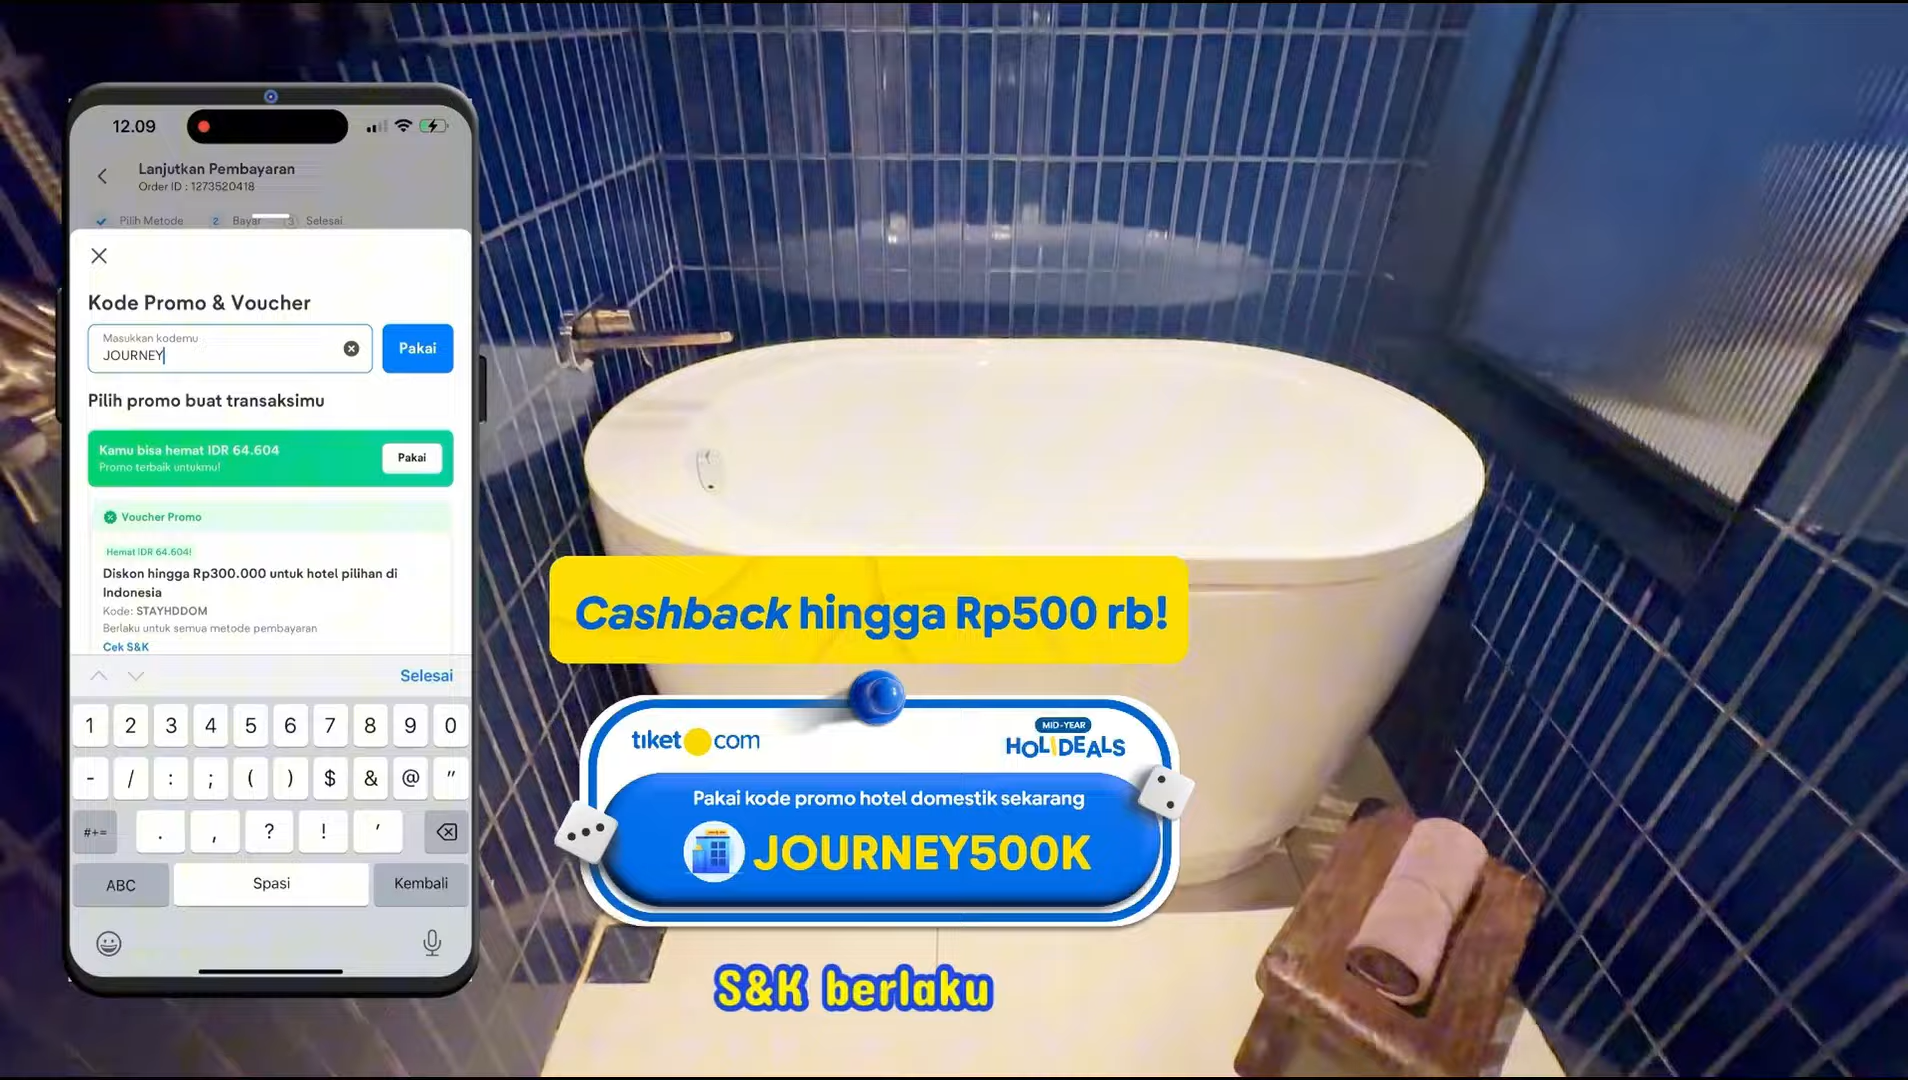 12.09
Lanjutkan Pembayaran
Order ID : 1273520418
Pilih Metode 2 Bayar 3 Selesai
Kode Promo & Voucher
Masukkan kodemu
JOURNEY
Pakai
Pilih promo buat transaksimu
Kamu bisa hemat IDR 64.604
Promo terbaik untukmu!
Pakai
Voucher Promo
Hemat IDR 64.604!
Diskon hingga Rp300.000 untuk hotel pilihan di
Indonesia
Kode: STAYHDDOM
Berlaku untuk semua metode pembayaran
Cek S&K
Selesai
1 2 3 4 5 6 7 8 9 0
- / : ; ( ) $ & @ "
#+= . , ? ! '
ABC Spasi Kembali
Cashback hingga Rp500 rb!
tiket com
MID-YEAR
HOLIDEALS
Pakai kode promo hotel domestik sekarang
JOURNEY500K
S&K berlaku